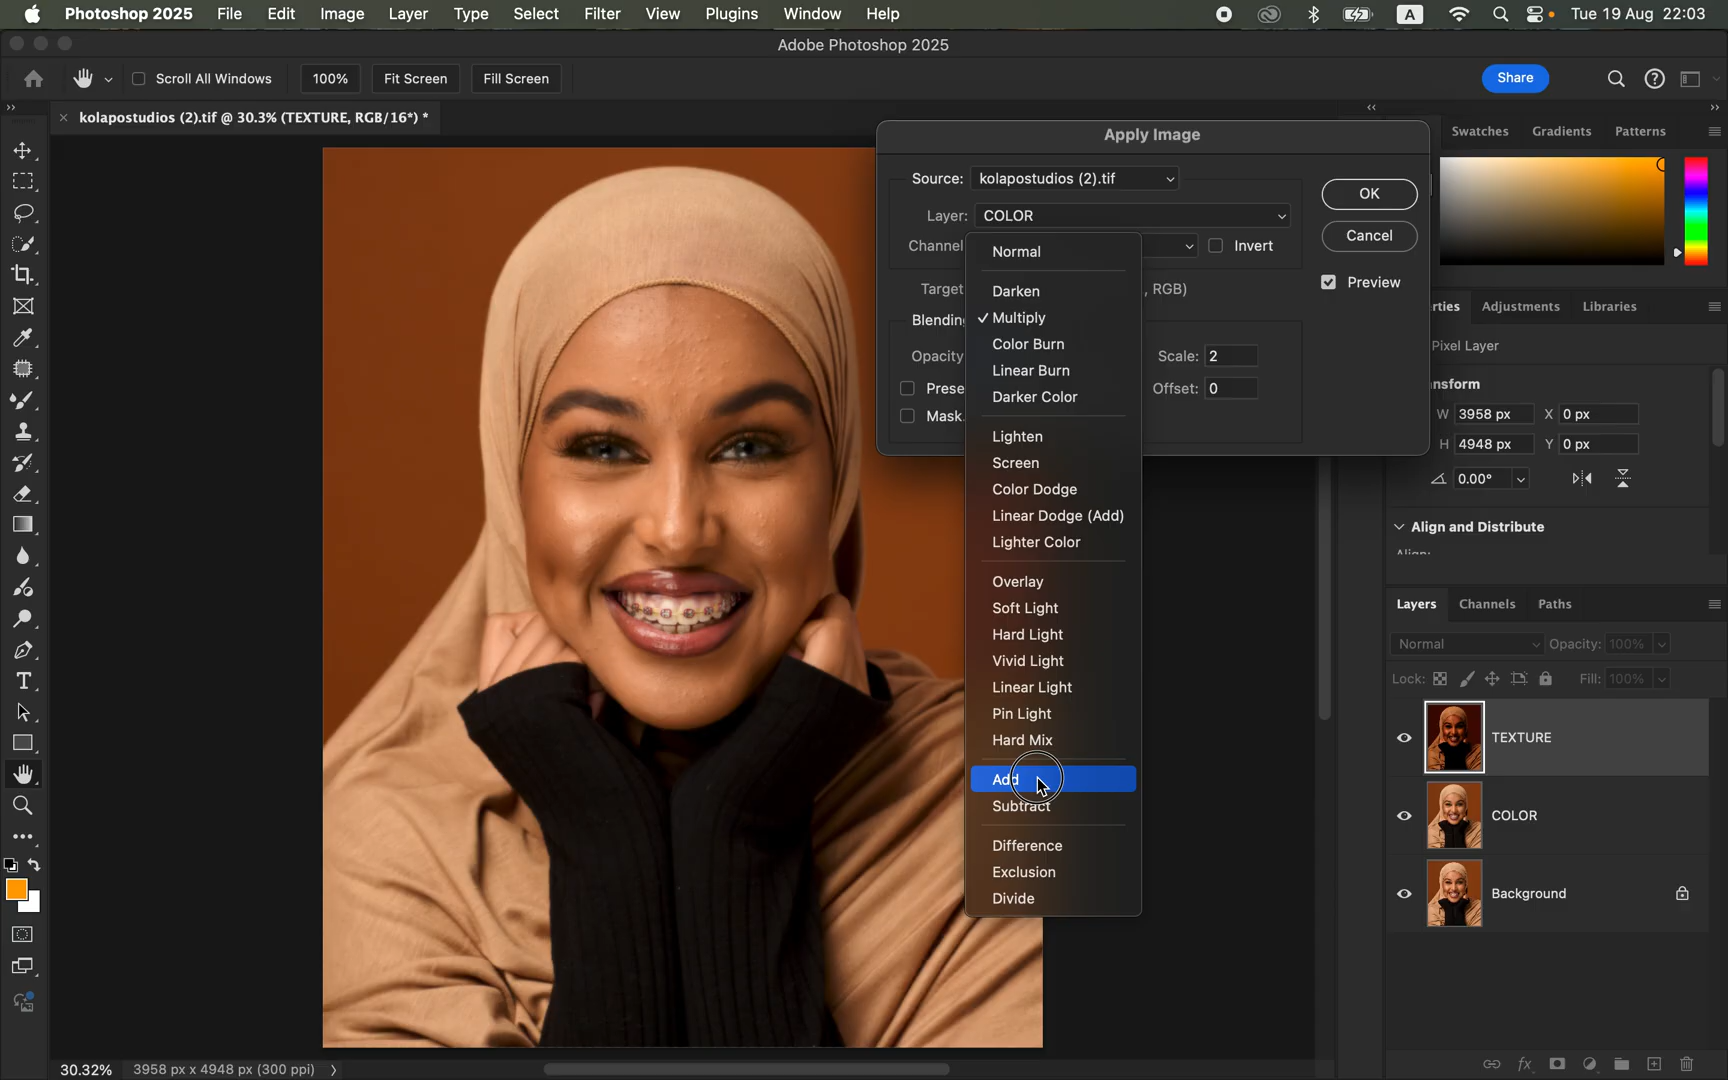 Photoshop 2025 File Edit Image Layer Type Select Filter View Plugins Window Help A Tue 19 Aug 22:03
Adobe Photoshop 2025
Scroll All Windows 100% Fit Screen Fill Screen Share
× kolapostudios (2).tif @ 30.3% (TEXTURE, RGB/16*) *
Apply Image
Source: kolapostudios (2).tif
Layer: COLOR
Channel
Invert
Target
, RGB)
Blending
Opacity
Scale: 2
Prese
Offset: 0
Mask.
OK
Cancel
Preview
Normal
Darken
✓ Multiply
Color Burn
Linear Burn
Darker Color
Lighten
Screen
Color Dodge
Linear Dodge (Add)
Lighter Color
Overlay
Soft Light
Hard Light
Vivid Light
Linear Light
Pin Light
Hard Mix
Add
Subtract
Difference
Exclusion
Divide
Swatches Gradients Patterns
rties Adjustments Libraries
Pixel Layer
nsform
W 3958 px X 0 px
H 4948 px Y 0 px
0.00°
Align and Distribute
Align:
Layers Channels Paths
Normal Opacity: 100%
Lock: Fill: 100%
TEXTURE
COLOR
Background
fx
30.32% 3958 px x 4948 px (300 ppi) >